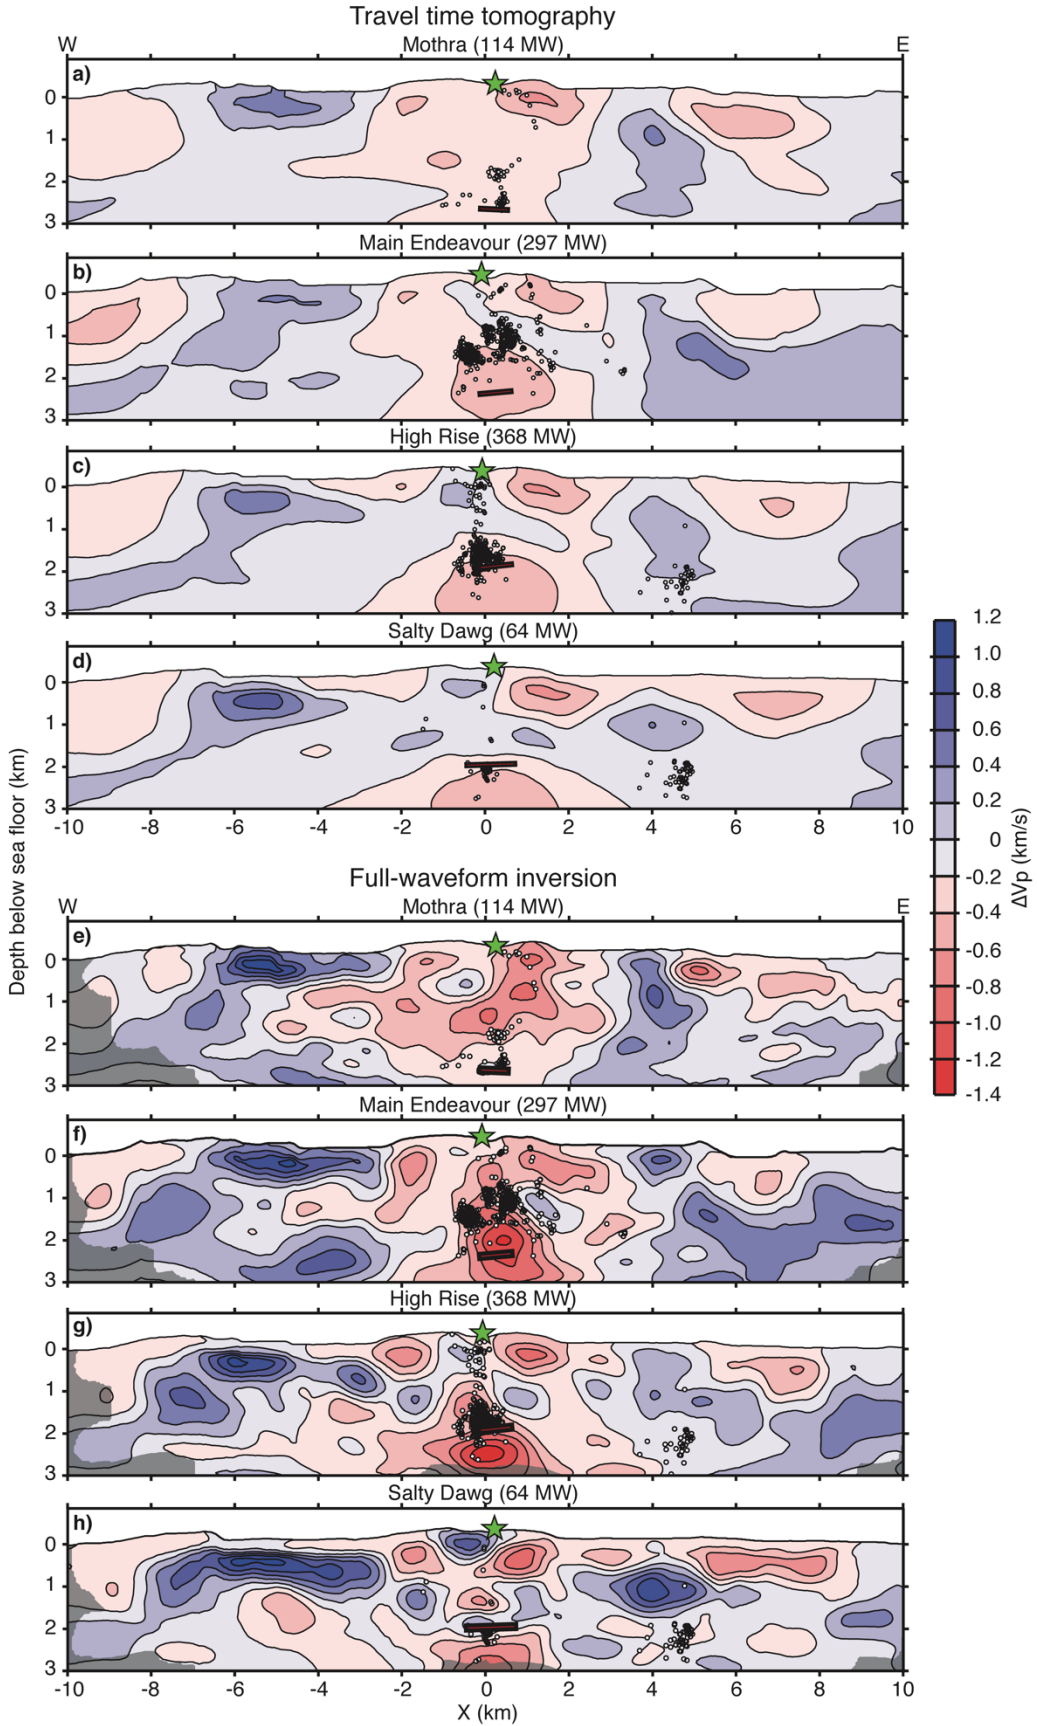 Travel time tomography
W Mothra (114 MW) E
a)
0
1
2
3
Main Endeavour (297 MW)
b)
0
1
2
3
High Rise (368 MW)
c)
0
1
2
3
Salty Dawg (64 MW)
d)
0
1
2
3
-10 -8 -6 -4 -2 0 2 4 6 8 10
Depth below sea floor (km)
1.2
1.0
0.8
0.6
0.4
0.2
0
-0.2
-0.4
-0.6
-0.8
-1.0
-1.2
-1.4
ΔVp (km/s)
Full-waveform inversion
W Mothra (114 MW) E
e)
0
1
2
3
Main Endeavour (297 MW)
f)
0
1
2
3
High Rise (368 MW)
g)
0
1
2
3
Salty Dawg (64 MW)
h)
0
1
2
3
-10 -8 -6 -4 -2 0 2 4 6 8 10
X (km)